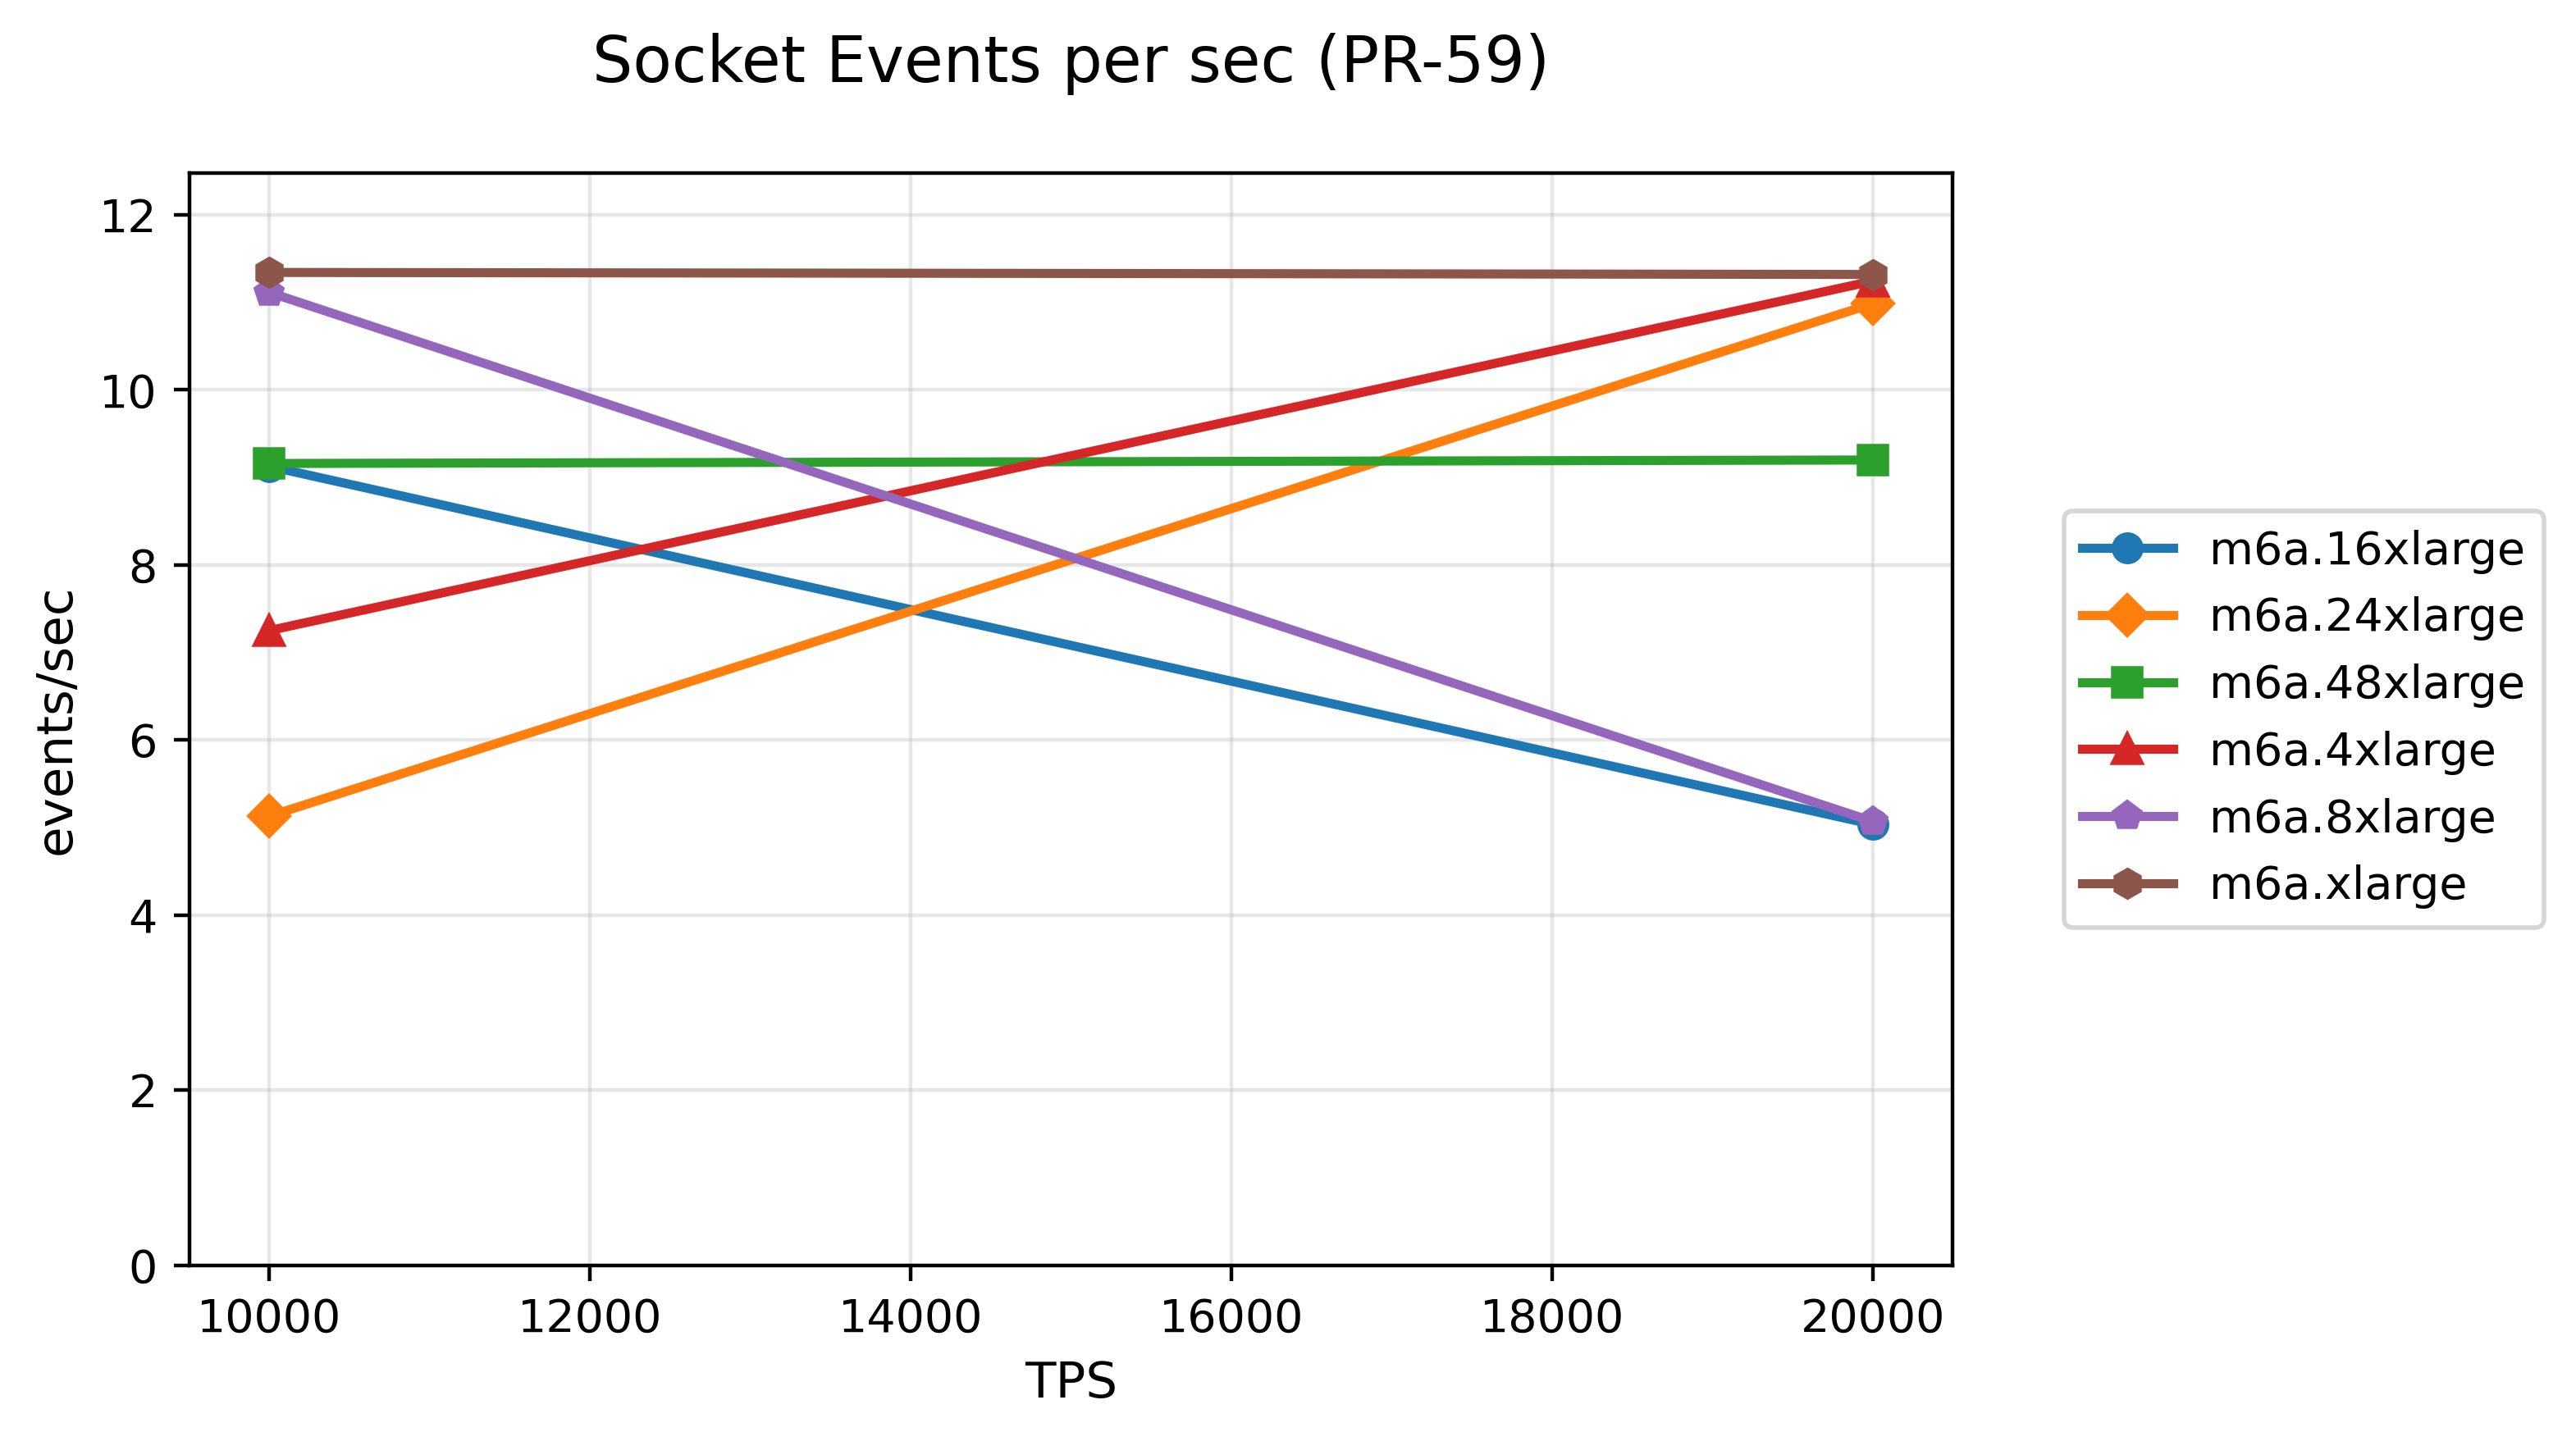 Socket Events per sec (PR-59)
12
10
8
6
4
2
0
events/sec
10000 12000 14000 16000 18000 20000
TPS
m6a.16xlarge
m6a.24xlarge
m6a.48xlarge
m6a.4xlarge
m6a.8xlarge
m6a.xlarge